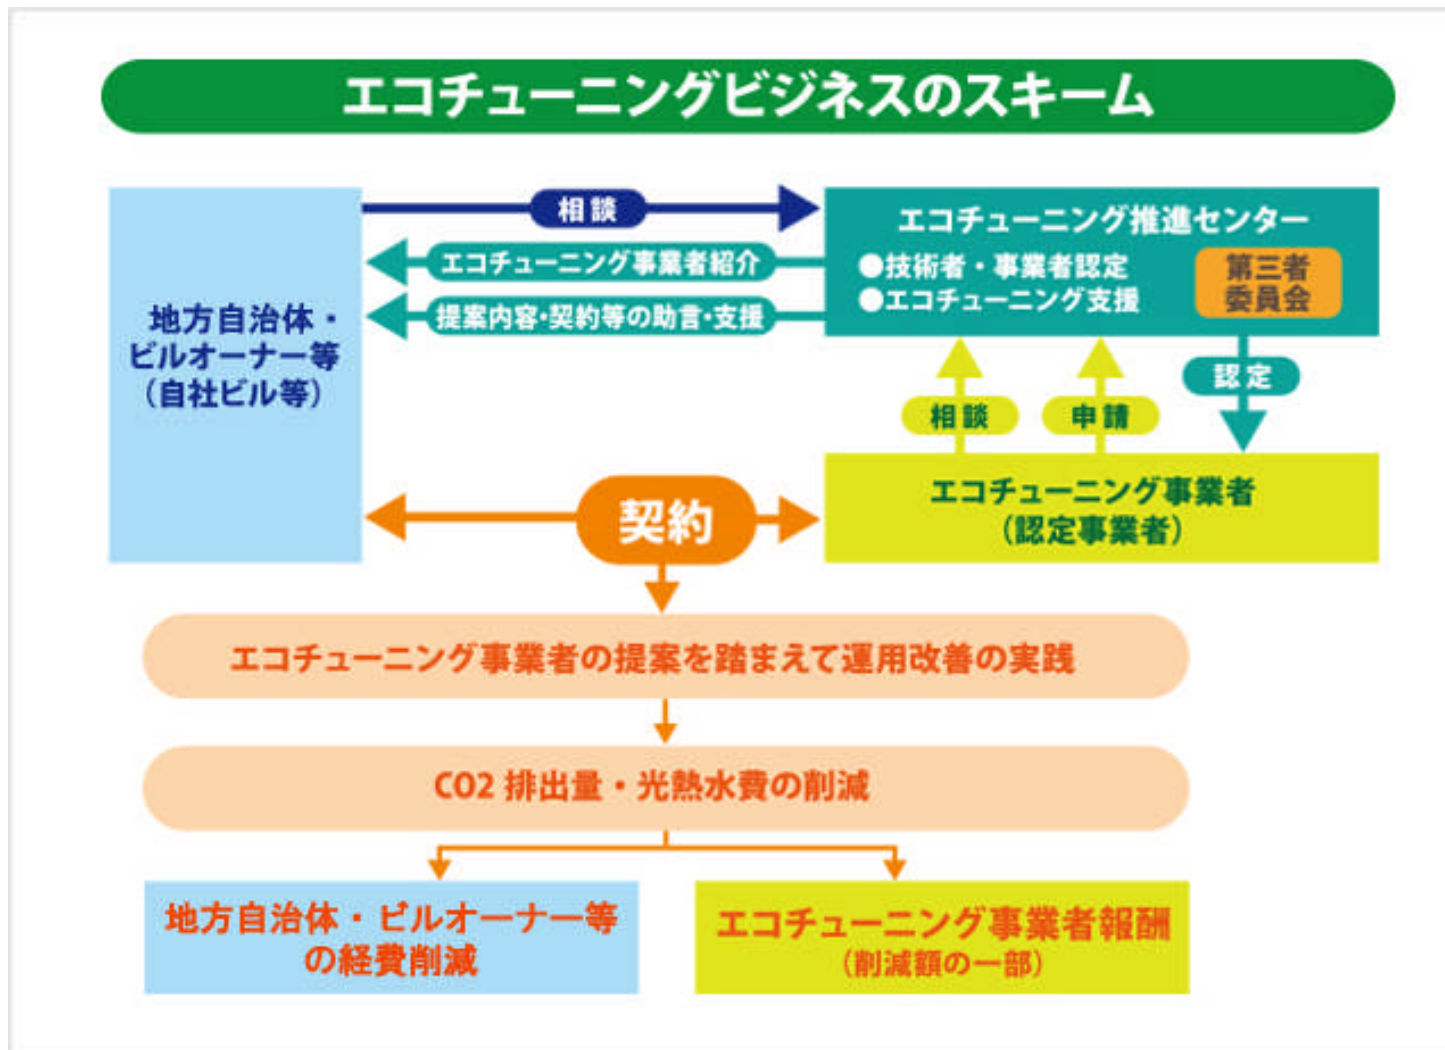 エコチューニングビジネスのスキーム
地方自治体・
ビルオーナー等
（自社ビル等）
相談
エコチューニング事業者紹介
提案内容・契約等の助言・支援
エコチューニング推進センター
●技術者・事業者認定
●エコチューニング支援
第三者
委員会
相談
申請
認定
エコチューニング事業者
（認定事業者）
契約
エコチューニング事業者の提案を踏まえて運用改善の実践
CO2 排出量・光熱水費の削減
地方自治体・ビルオーナー等
の経費削減
エコチューニング事業者報酬
（削減額の一部）